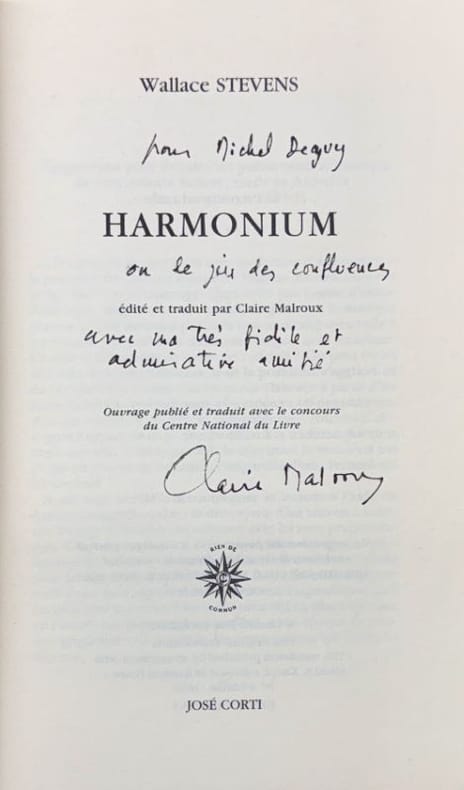 Wallace STEVENS
pour Michel Deguy
HARMONIUM
ou le jeu des confluences
édité et traduit par Claire Malroux
avec ma très fidèle et
admirative amitié
Ouvrage publié et traduit avec le concours
du Centre National du Livre
Claire Malroux
RIEN DE
COMMUN
JOSÉ CORTI